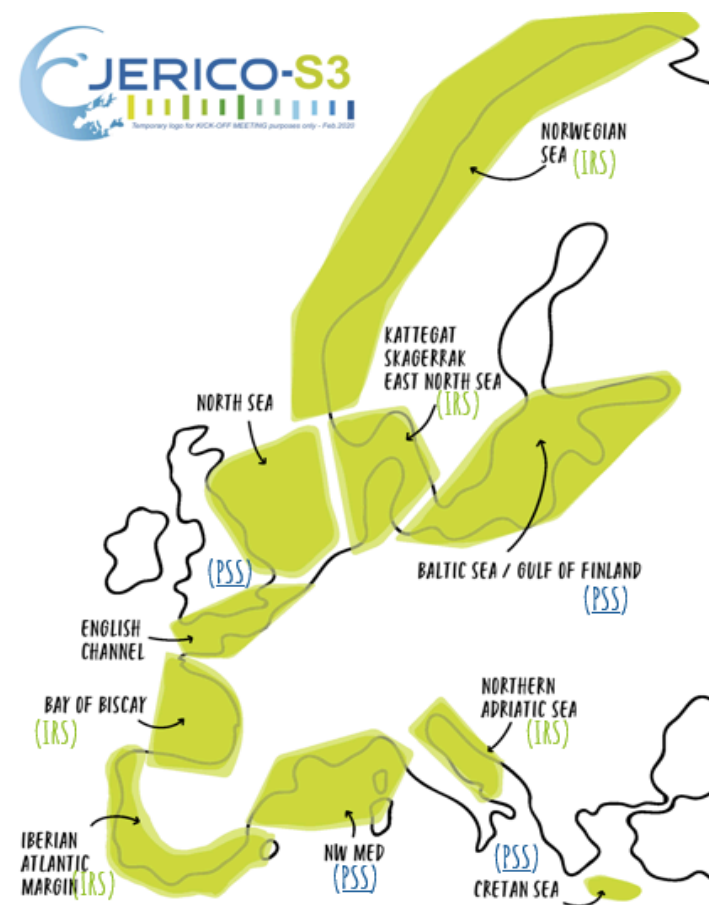 JERICO-S3
Temporary logo for KICK-OFF MEETING purposes only - Feb.2020
NORWEGIAN
SEA (IRS)
KATTEGAT
SKAGERRAK
EAST NORTH SEA
(IRS)
NORTH SEA
(PSS)
BALTIC SEA / GULF OF FINLAND
(PSS)
ENGLISH
CHANNEL
BAY OF BISCAY
(IRS)
NORTHERN
ADRIATIC SEA
(IRS)
IBERIAN
ATLANTIC
MARGIN(IRS)
NW MED
(PSS)
(PSS)
CRETAN SEA